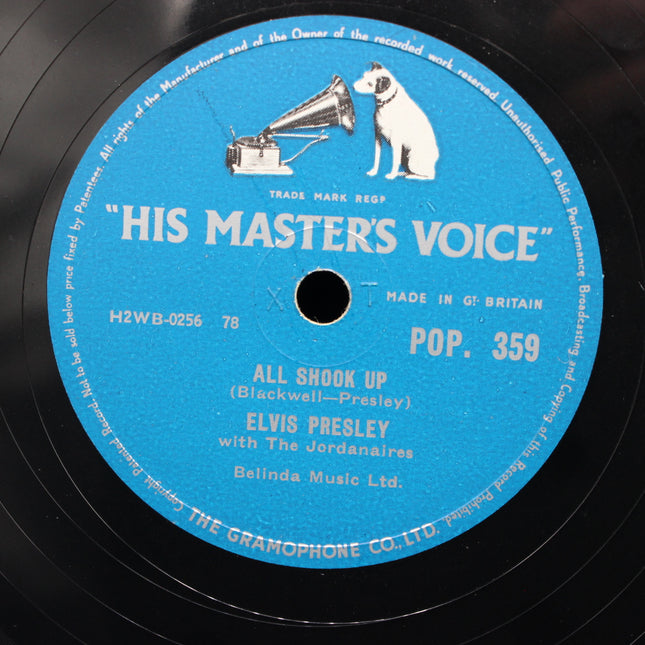 All rights of the Manufacturer and of the Owner of the recorded work reserved. Unauthorised Public Performance, Broadcasting and Copying of this Record Prohibited.
TRADE MARK REGD
"HIS MASTER'S VOICE"
X T
MADE IN GT. BRITAIN
H2WB-0256 78
POP. 359
ALL SHOOK UP
(Blackwell—Presley)
ELVIS PRESLEY
with The Jordanaires
Belinda Music Ltd.
Copyright Patented Record. Not to be sold below price fixed by Patentees.
THE GRAMOPHONE CO., LTD.